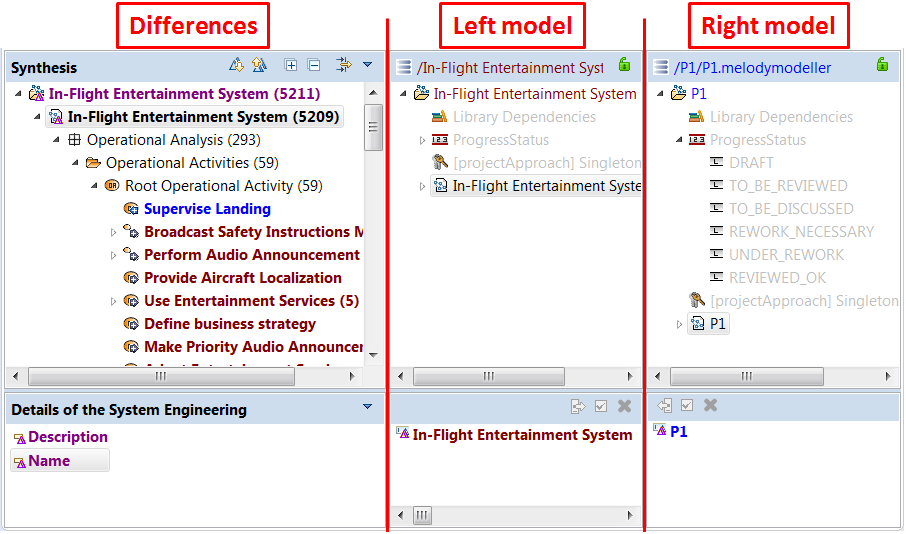 Differences
Left model
Right model
Synthesis
In-Flight Entertainment System (5211)
In-Flight Entertainment System (5209)
Operational Analysis (293)
Operational Activities (59)
Root Operational Activity (59)
Supervise Landing
Broadcast Safety Instructions M
Perform Audio Announcement
Provide Aircraft Localization
Use Entertainment Services (5)
Define business strategy
Make Priority Audio Announcer
/In-Flight Entertainment Syst
In-Flight Entertainment System
Library Dependencies
ProgressStatus
[projectApproach] Singleton
In-Flight Entertainment Syste
/P1/P1.melodymodeller
P1
Library Dependencies
ProgressStatus
DRAFT
TO_BE_REVIEWED
TO_BE_DISCUSSED
REWORK_NECESSARY
UNDER_REWORK
REVIEWED_OK
[projectApproach] Singleton
P1
Details of the System Engineering
Description
Name
In-Flight Entertainment System
P1